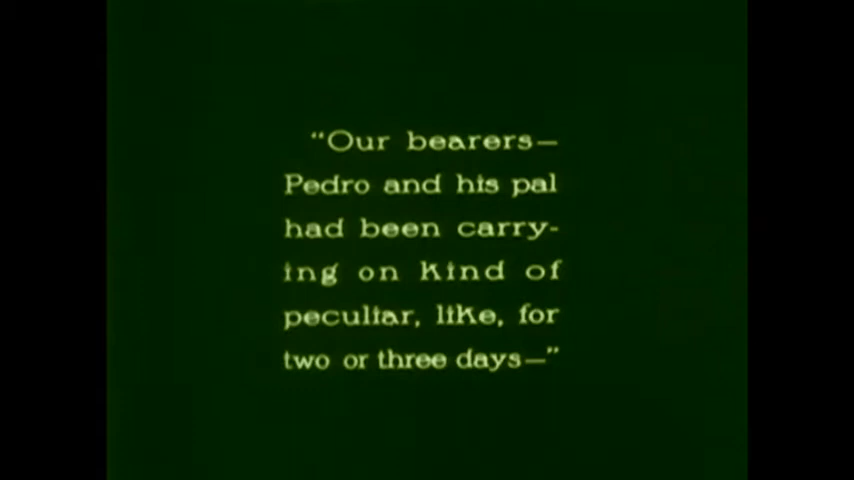 "Our bearers—
Pedro and his pal
had been carry-
ing on kind of
peculiar, like, for
two or three days—"